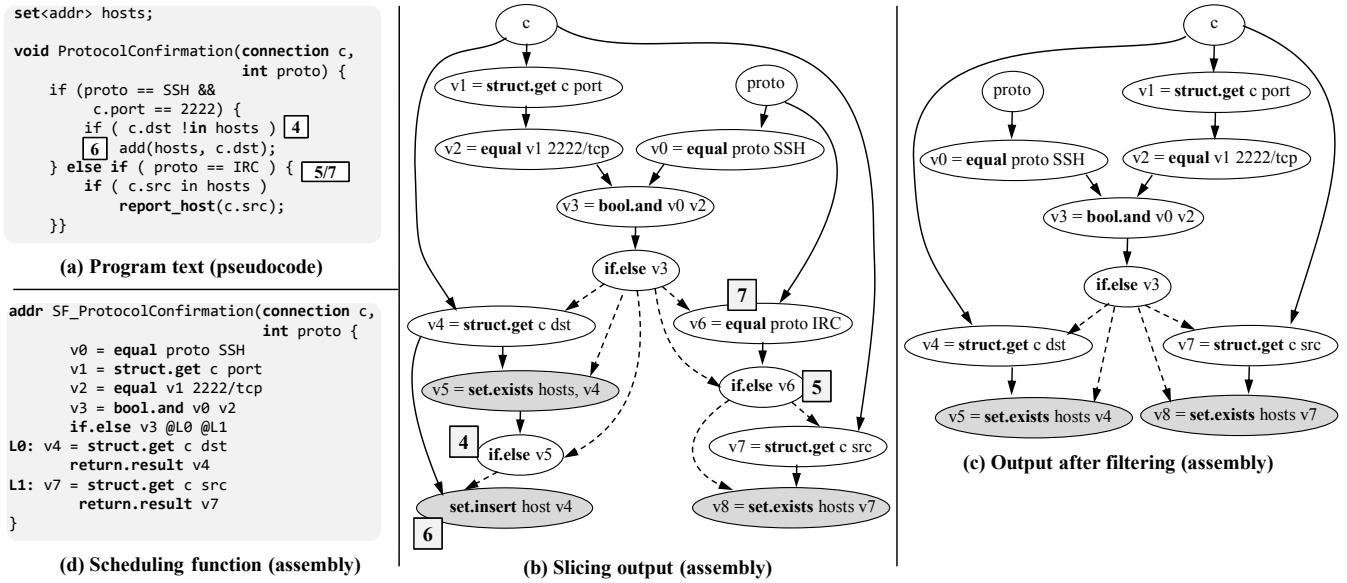 set<addr> hosts;
void ProtocolConfirmation(connection c,
int proto) {
if (proto == SSH &&
c.port == 2222) {
if ( c.dst !in hosts ) 4
6 add(hosts, c.dst);
} else if ( proto == IRC ) { 5/7
if ( c.src in hosts )
report_host(c.src);
}}
(a) Program text (pseudocode)
addr SF_ProtocolConfirmation(connection c,
int proto {
v0 = equal proto SSH
v1 = struct.get c port
v2 = equal v1 2222/tcp
v3 = bool.and v0 v2
if.else v3 @L0 @L1
L0: v4 = struct.get c dst
return.result v4
L1: v7 = struct.get c src
return.result v7
}
(d) Scheduling function (assembly)
c
v1 = struct.get c port
proto
v2 = equal v1 2222/tcp
v0 = equal proto SSH
v3 = bool.and v0 v2
if.else v3
7
v4 = struct.get c dst
v6 = equal proto IRC
v5 = set.exists hosts, v4
if.else v6
5
4
if.else v5
v7 = struct.get c src
set.insert host v4
v8 = set.exists hosts v7
6
(b) Slicing output (assembly)
c
proto
v1 = struct.get c port
v0 = equal proto SSH
v2 = equal v1 2222/tcp
v3 = bool.and v0 v2
if.else v3
v4 = struct.get c dst
v7 = struct.get c src
v5 = set.exists hosts v4
v8 = set.exists hosts v7
(c) Output after filtering (assembly)